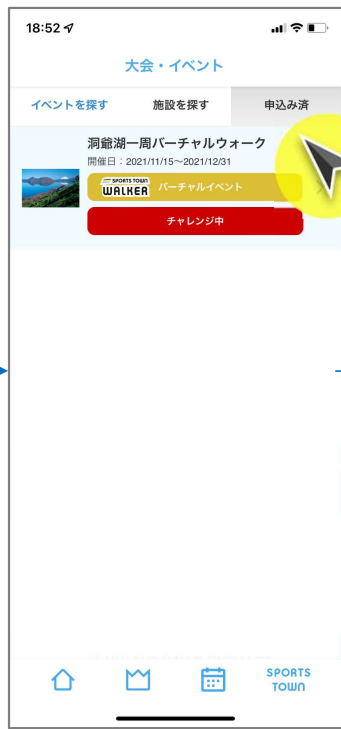 18:52
大会・イベント
イベントを探す 施設を探す 申込み済
洞爺湖一周バーチャルウォーク
開催日：2021/11/15～2021/12/31
SPORTS TOWN
WALKER バーチャルイベント
チャレンジ中
SPORTS
TOWN